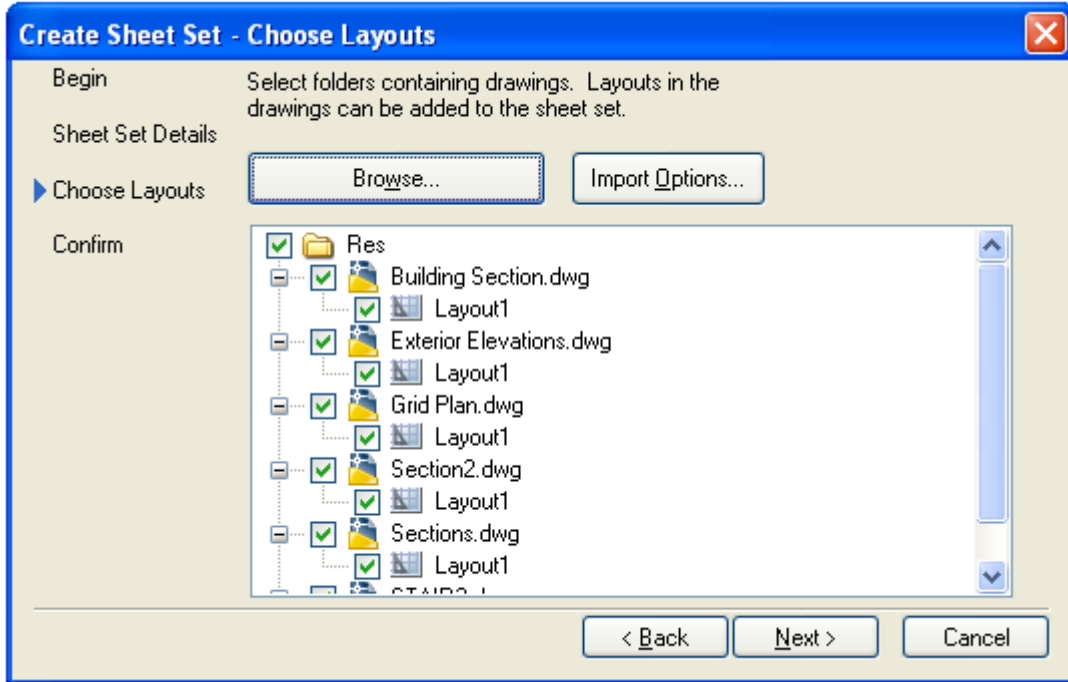 Create Sheet Set - Choose Layouts
Begin
Sheet Set Details
Choose Layouts
Confirm
Select folders containing drawings. Layouts in the
drawings can be added to the sheet set.
Browse...
Import Options...
Res
Building Section.dwg
Layout1
Exterior Elevations.dwg
Layout1
Grid Plan.dwg
Layout1
Section2.dwg
Layout1
Sections.dwg
Layout1
< Back
Next >
Cancel